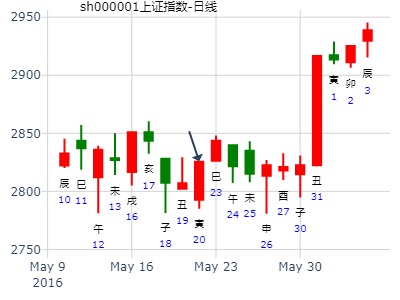 sh000001上证指数-日线
2950
2900
2850
2800
2750
辰
10
巳
11
午
12
未
13
戌
16
亥
17
子
18
丑
19
寅
20
巳
23
午
24
未
25
申
26
酉
27
子
30
丑
31
寅
1
卯
2
辰
3
May 9
2016
May 16
May 23
May 30